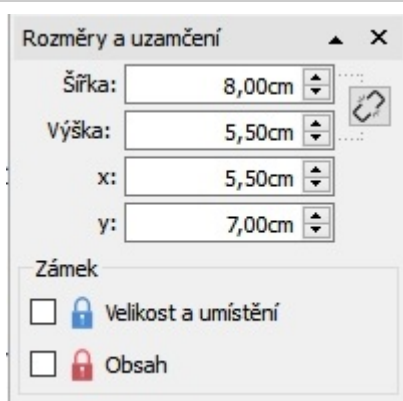 Rozměry a uzamčení
Šířka: 8,00cm
Výška: 5,50cm
x: 5,50cm
y: 7,00cm
Zámek
Velikost a umístění
Obsah